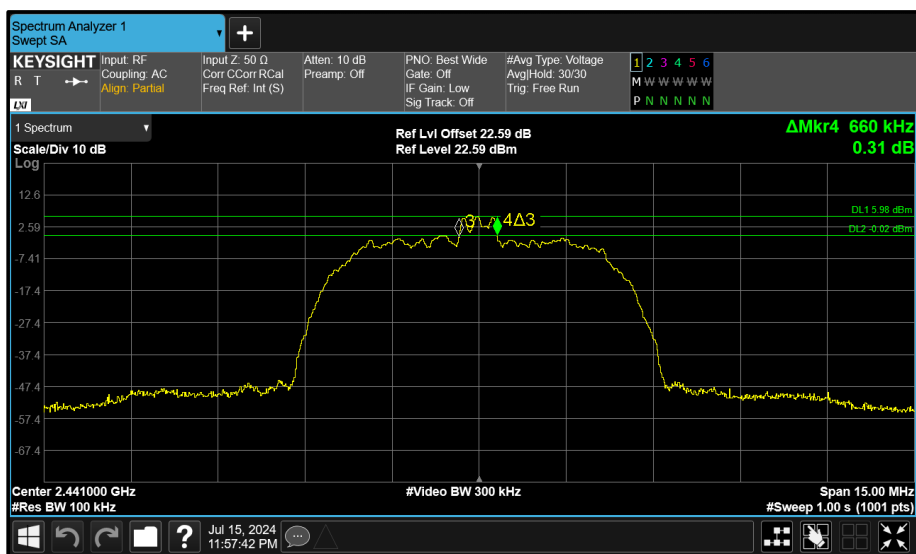 Spectrum Analyzer 1
Swept SA
+
KEYSIGHT
R T
LXI
Input: RF
Coupling: AC
Align: Partial
Input Z: 50 Ω
Corr CCorr RCal
Freq Ref: Int (S)
Atten: 10 dB
Preamp: Off
PNO: Best Wide
Gate: Off
IF Gain: Low
Sig Track: Off
#Avg Type: Voltage
Avg|Hold: 30/30
Trig: Free Run
1 2 3 4 5 6
M W W W W W
P N N N N N
1 Spectrum
Scale/Div 10 dB
Ref Lvl Offset 22.59 dB
Ref Level 22.59 dBm
ΔMkr4 660 kHz
0.31 dB
Log
12.6
2.59
-7.41
-17.4
-27.4
-37.4
-47.4
-57.4
-67.4
DL1 5.98 dBm
DL2 -0.02 dBm
3
4Δ3
Center 2.441000 GHz
#Res BW 100 kHz
#Video BW 300 kHz
Span 15.00 MHz
#Sweep 1.00 s (1001 pts)
?
Jul 15, 2024
11:57:42 PM